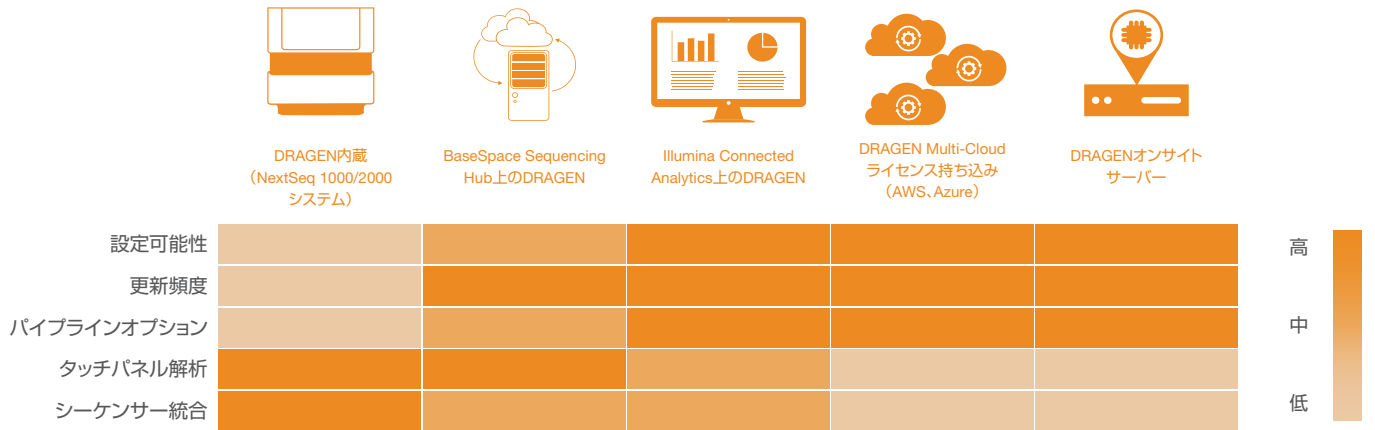 DRAGEN内蔵
（NextSeq 1000/2000
システム）
BaseSpace Sequencing
Hub上のDRAGEN
Illumina Connected
Analytics上のDRAGEN
DRAGEN Multi-Cloud
ライセンス持ち込み
（AWS、Azure）
DRAGENオンサイト
サーバー
設定可能性
更新頻度
パイプラインオプション
タッチパネル解析
シーケンサー統合
高
中
低